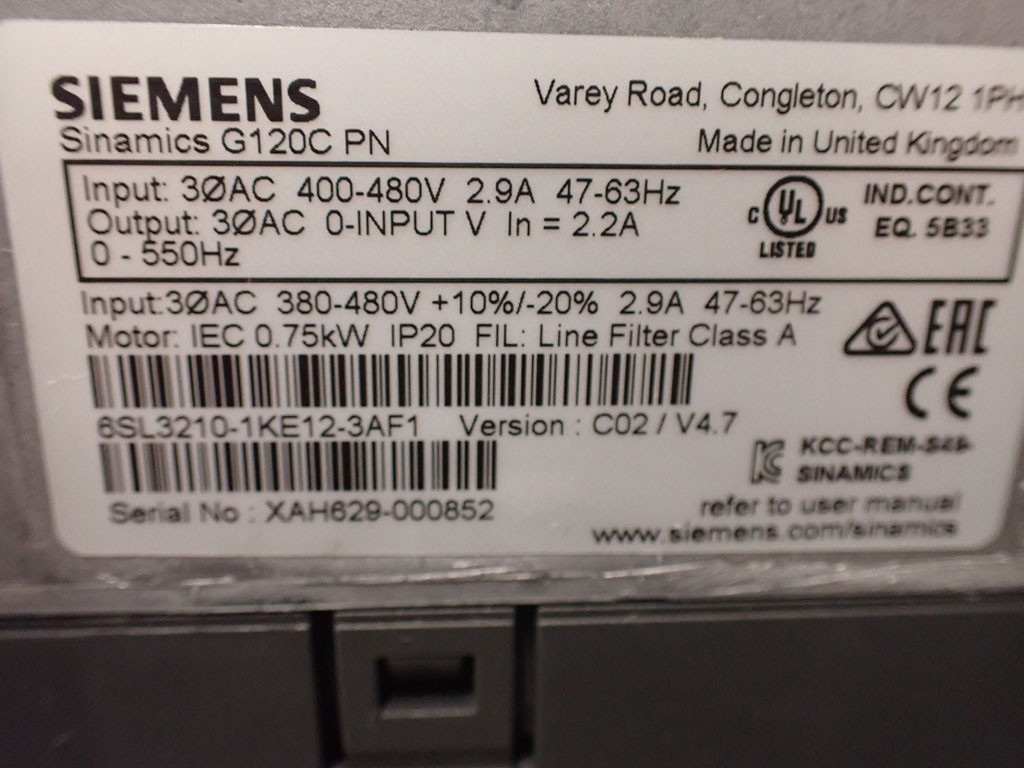 SIEMENS
Varey Road, Congleton, CW12 1PH
Sinamics G120C PN
Made in United Kingdom
Input: 3ØAC 400-480V 2.9A 47-63Hz
Output: 3ØAC 0-INPUT V In = 2.2A
0 - 550Hz
C UL US
LISTED
IND.CONT.
EQ. 5B33
Input:3ØAC 380-480V +10%/-20% 2.9A 47-63Hz
Motor: IEC 0.75kW IP20 FIL: Line Filter Class A
EAC
CE
6SL3210-1KE12-3AF1 Version : C02 / V4.7
KCC-REM-S49-
SINAMICS
Serial No : XAH629-000852
refer to user manual
www.siemens.com/sinamics